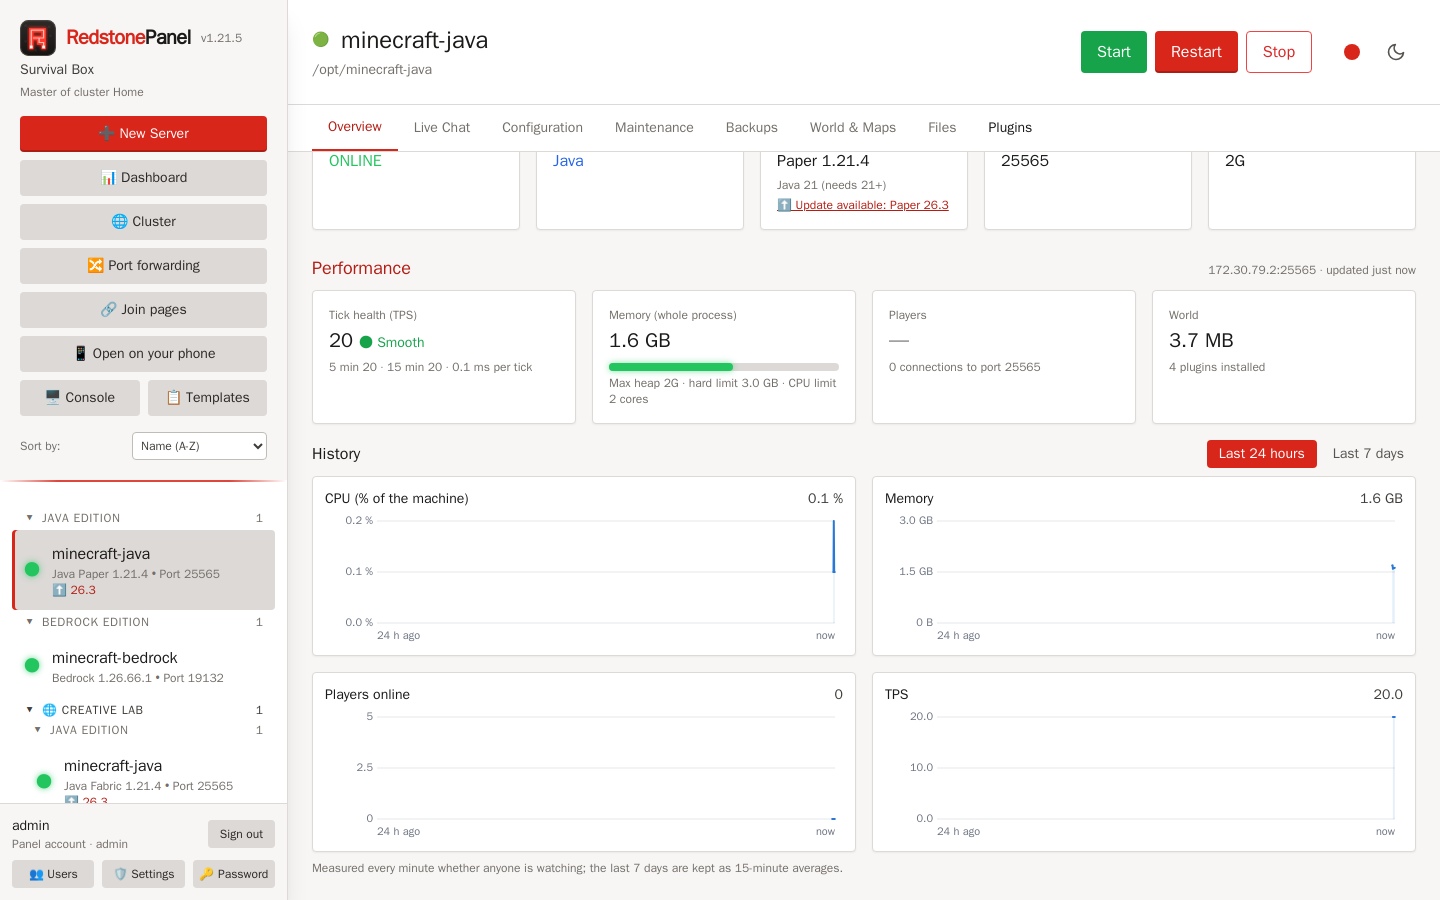 RedstonePanel v1.21.5
Survival Box
Master of cluster Home
➕ New Server
📊 Dashboard
🌐 Cluster
🔀 Port forwarding
🔗 Join pages
📱 Open on your phone
🖥️ Console
📋 Templates
Sort by:
Name (A-Z)
▼ JAVA EDITION 1
minecraft-java
Java Paper 1.21.4 • Port 25565
⬆️ 26.3
▼ BEDROCK EDITION 1
minecraft-bedrock
Bedrock 1.26.66.1 • Port 19132
▼ 🌐 CREATIVE LAB 1
▼ JAVA EDITION 1
minecraft-java
Java Fabric 1.21.4 • Port 25565
⬆️ 26.3
admin
Panel account · admin
Sign out
👥 Users
🛡️ Settings
🔑 Password
minecraft-java
/opt/minecraft-java
Start
Restart
Stop
Overview
Live Chat
Configuration
Maintenance
Backups
World & Maps
Files
Plugins
ONLINE
Java
Paper 1.21.4
Java 21 (needs 21+)
⬆️ Update available: Paper 26.3
25565
2G
Performance
172.30.79.2:25565 · updated just now
Tick health (TPS)
20 ● Smooth
5 min 20 · 15 min 20 · 0.1 ms per tick
Memory (whole process)
1.6 GB
Max heap 2G · hard limit 3.0 GB · CPU limit
2 cores
Players
—
0 connections to port 25565
World
3.7 MB
4 plugins installed
History
Last 24 hours
Last 7 days
CPU (% of the machine) 0.1 %
0.2 %
0.1 %
0.0 %
24 h ago now
Memory 1.6 GB
3.0 GB
1.5 GB
0 B
24 h ago now
Players online 0
5
2.5
0
24 h ago now
TPS 20.0
20.0
10.0
0.0
24 h ago now
Measured every minute whether anyone is watching; the last 7 days are kept as 15-minute averages.